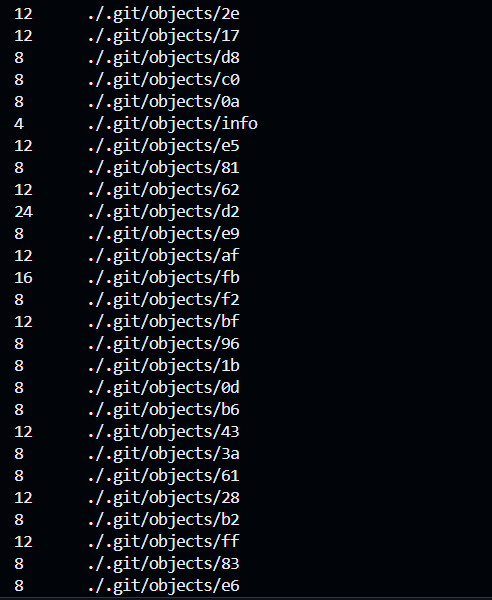 12 ./.git/objects/2e
12 ./.git/objects/17
8 ./.git/objects/d8
8 ./.git/objects/c0
8 ./.git/objects/0a
4 ./.git/objects/info
12 ./.git/objects/e5
8 ./.git/objects/81
12 ./.git/objects/62
24 ./.git/objects/d2
8 ./.git/objects/e9
12 ./.git/objects/af
16 ./.git/objects/fb
8 ./.git/objects/f2
12 ./.git/objects/bf
8 ./.git/objects/96
8 ./.git/objects/1b
8 ./.git/objects/0d
8 ./.git/objects/b6
12 ./.git/objects/43
8 ./.git/objects/3a
8 ./.git/objects/61
12 ./.git/objects/28
8 ./.git/objects/b2
12 ./.git/objects/ff
8 ./.git/objects/83
8 ./.git/objects/e6